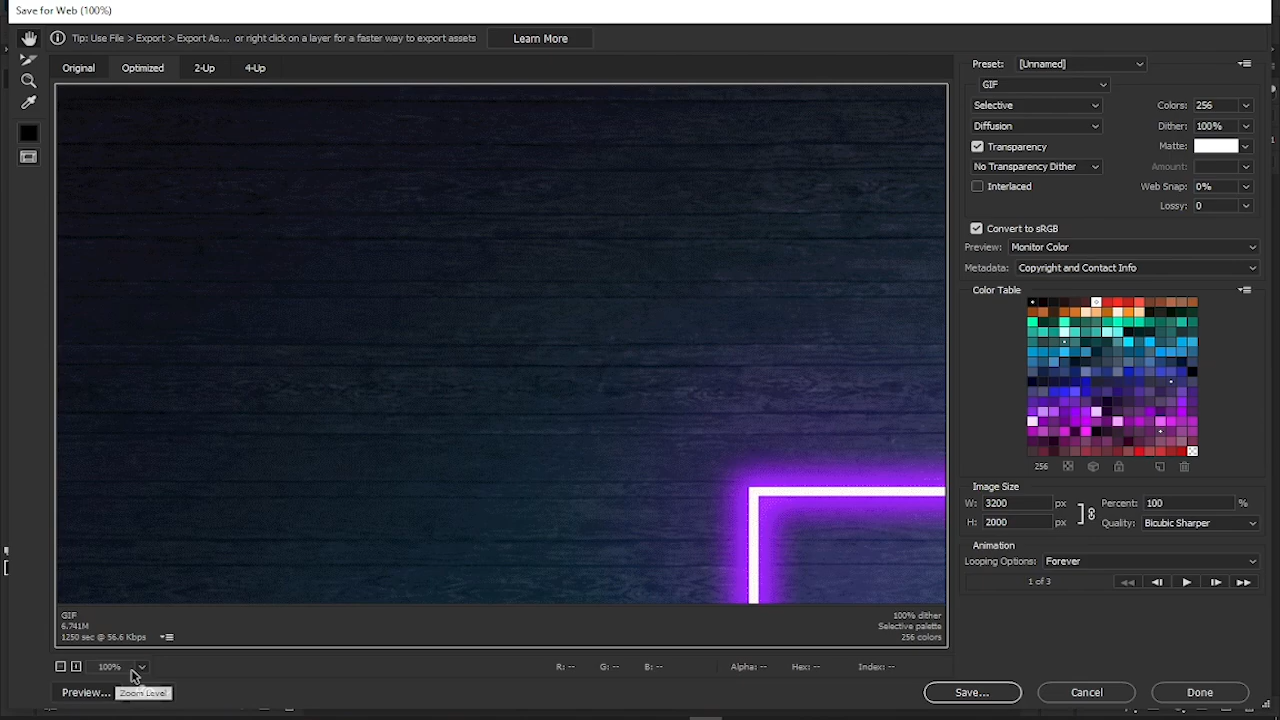 Save for Web (100%)
Tip: Use File > Export > Export As... or right click on a layer for a faster way to export assets
Learn More
Original Optimized 2-Up 4-Up
Preset: [Unnamed]
GIF
Selective Colors: 256
Diffusion Dither: 100%
Transparency Matte:
No Transparency Dither Amount:
Interlaced Web Snap: 0%
Lossy: 0
Convert to sRGB
Preview: Monitor Color
Metadata: Copyright and Contact Info
Color Table
256
Image Size
W: 3200 px Percent: 100 %
H: 2000 px Quality: Bicubic Sharper
Animation
Looping Options: Forever
1 of 3
GIF 100% dither
6.741M Selective palette
1250 sec @ 56.6 Kbps 256 colors
100% R: -- G: -- B: -- Alpha: -- Hex: -- Index: --
Preview... Zoom Level Save... Cancel Done